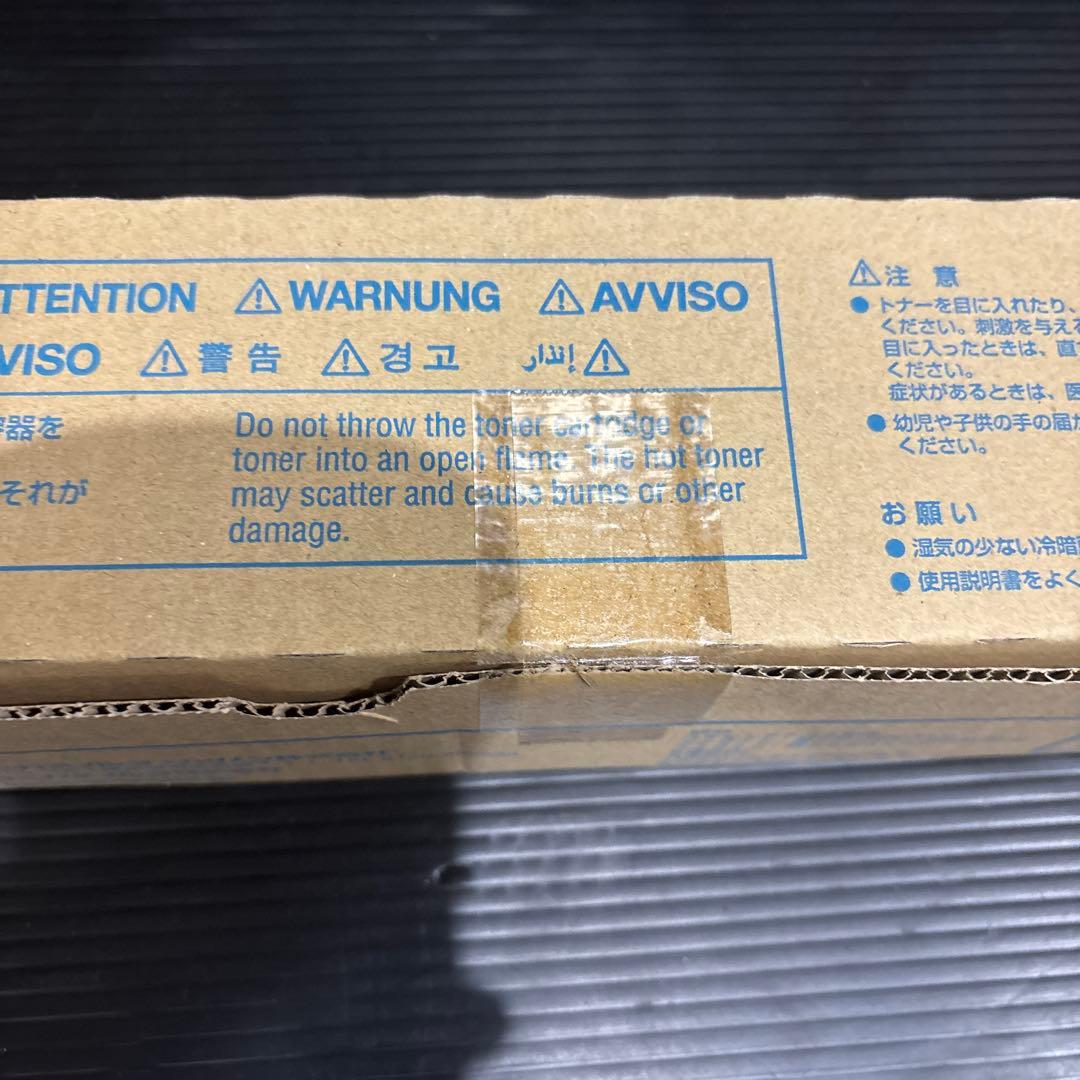 TTENTION ⚠WARNUNG ⚠AVVISO
VISO ⚠警告 ⚠경고 إنذار⚠
容器を
それが
Do not throw the toner cartridge or
toner into an open flame. The hot toner
may scatter and cause burns or other
damage.
⚠注 意
● トナーを目に入れたり、
ください。刺激を与え
目に入ったときは、直
ください。
症状があるときは、医
● 幼児や子供の手の届か
ください。
お願い
● 湿気の少ない冷暗
● 使用説明書をよく